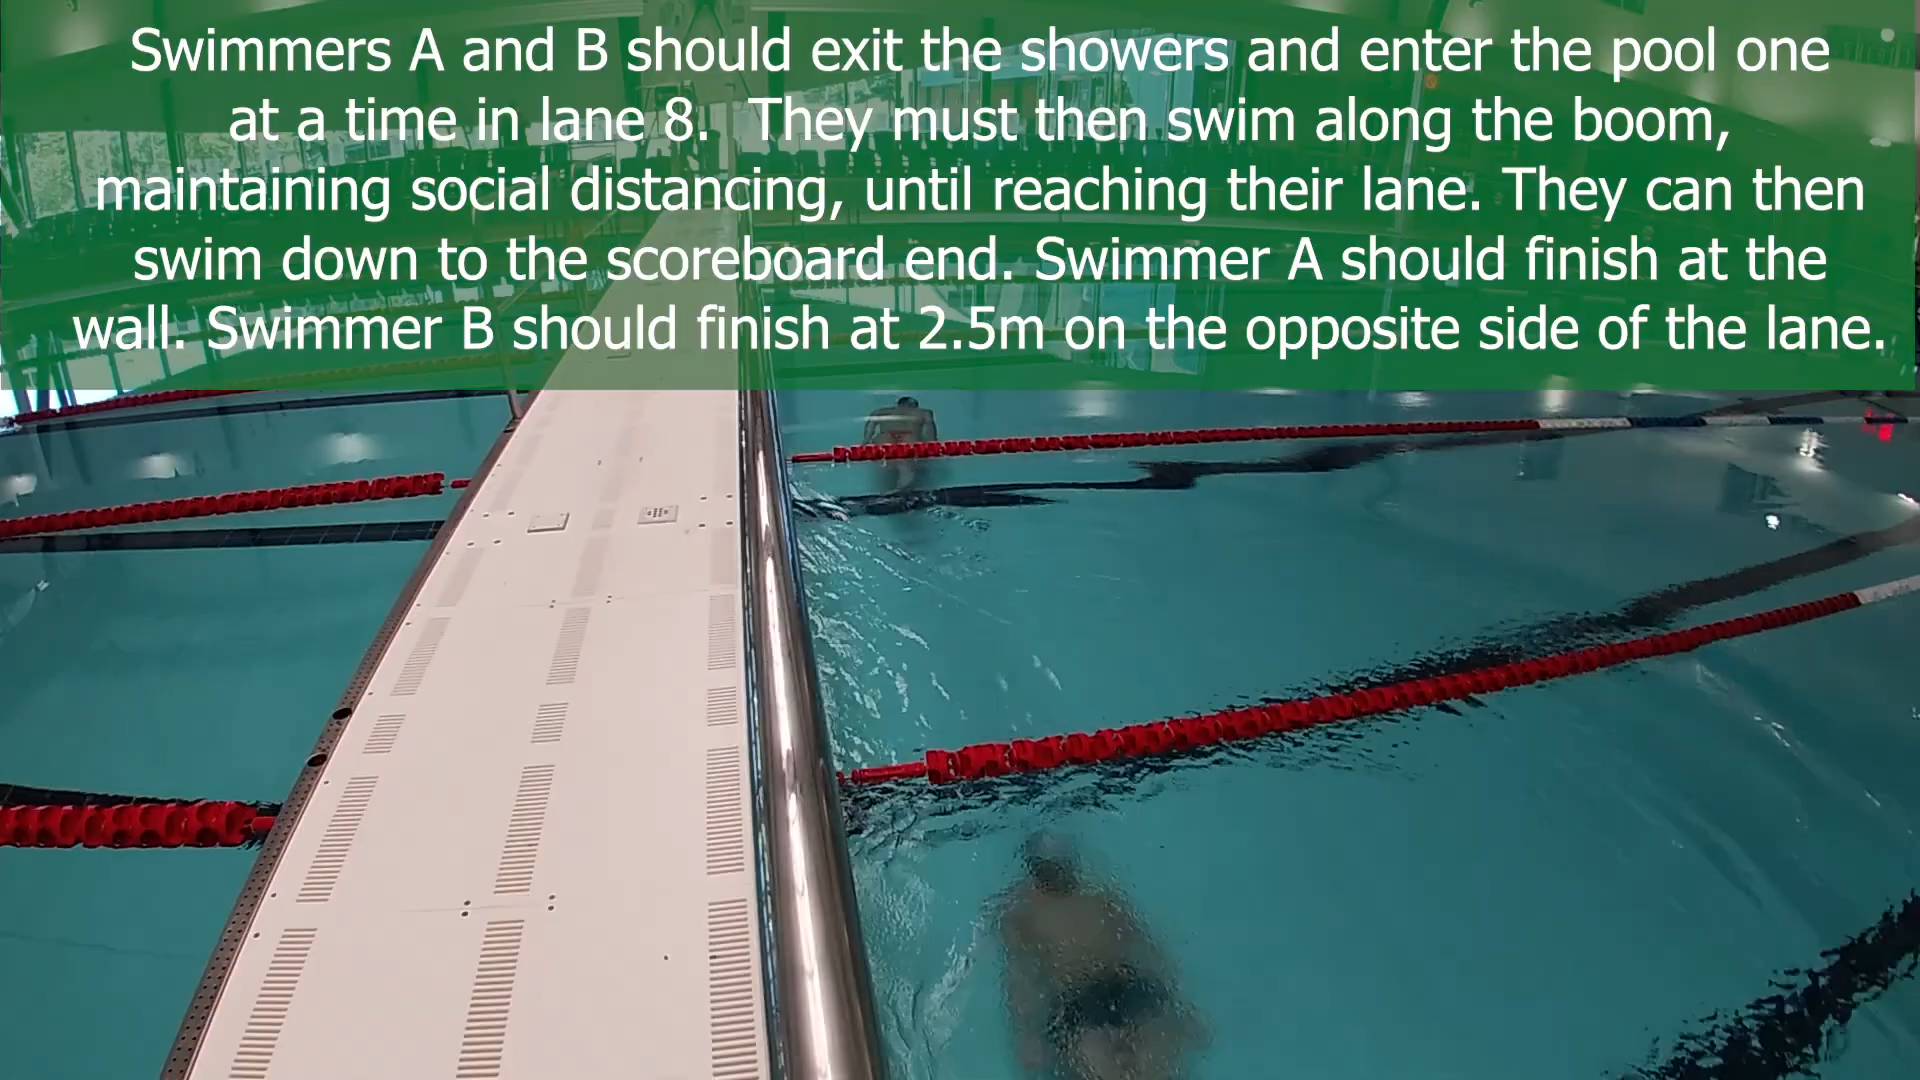 Swimmers A and B should exit the showers and enter the pool one
at a time in lane 8. They must then swim along the boom,
maintaining social distancing, until reaching their lane. They can then
swim down to the scoreboard end. Swimmer A should finish at the
wall. Swimmer B should finish at 2.5m on the opposite side of the lane.